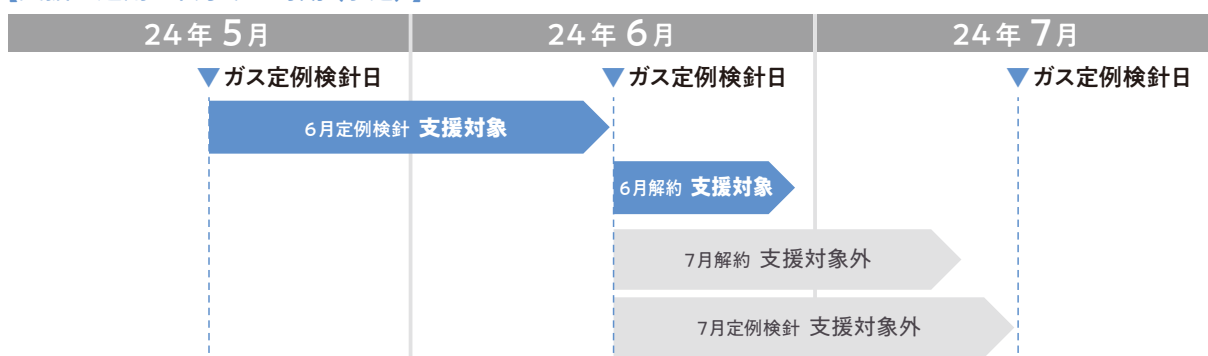 24年 5月 24年 6月 24年 7月
▼ガス定例検針日 ▼ガス定例検針日 ▼ガス定例検針日
6月定例検針 支援対象
6月解約 支援対象
7月解約 支援対象外
7月定例検針 支援対象外